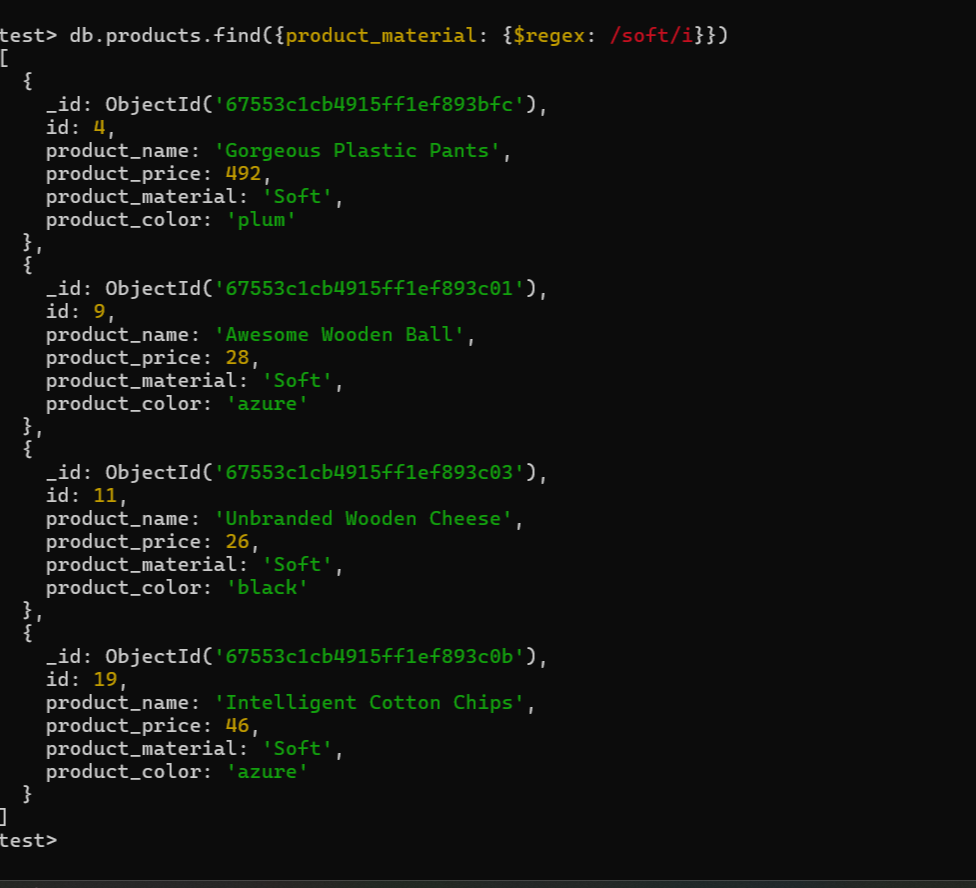 test> db.products.find({product_material: {$regex: /soft/i}})
[
  {
    _id: ObjectId('67553c1cb4915ff1ef893bfc'),
    id: 4,
    product_name: 'Gorgeous Plastic Pants',
    product_price: 492,
    product_material: 'Soft',
    product_color: 'plum'
  },
  {
    _id: ObjectId('67553c1cb4915ff1ef893c01'),
    id: 9,
    product_name: 'Awesome Wooden Ball',
    product_price: 28,
    product_material: 'Soft',
    product_color: 'azure'
  },
  {
    _id: ObjectId('67553c1cb4915ff1ef893c03'),
    id: 11,
    product_name: 'Unbranded Wooden Cheese',
    product_price: 26,
    product_material: 'Soft',
    product_color: 'black'
  },
  {
    _id: ObjectId('67553c1cb4915ff1ef893c0b'),
    id: 19,
    product_name: 'Intelligent Cotton Chips',
    product_price: 46,
    product_material: 'Soft',
    product_color: 'azure'
  }
]
test>